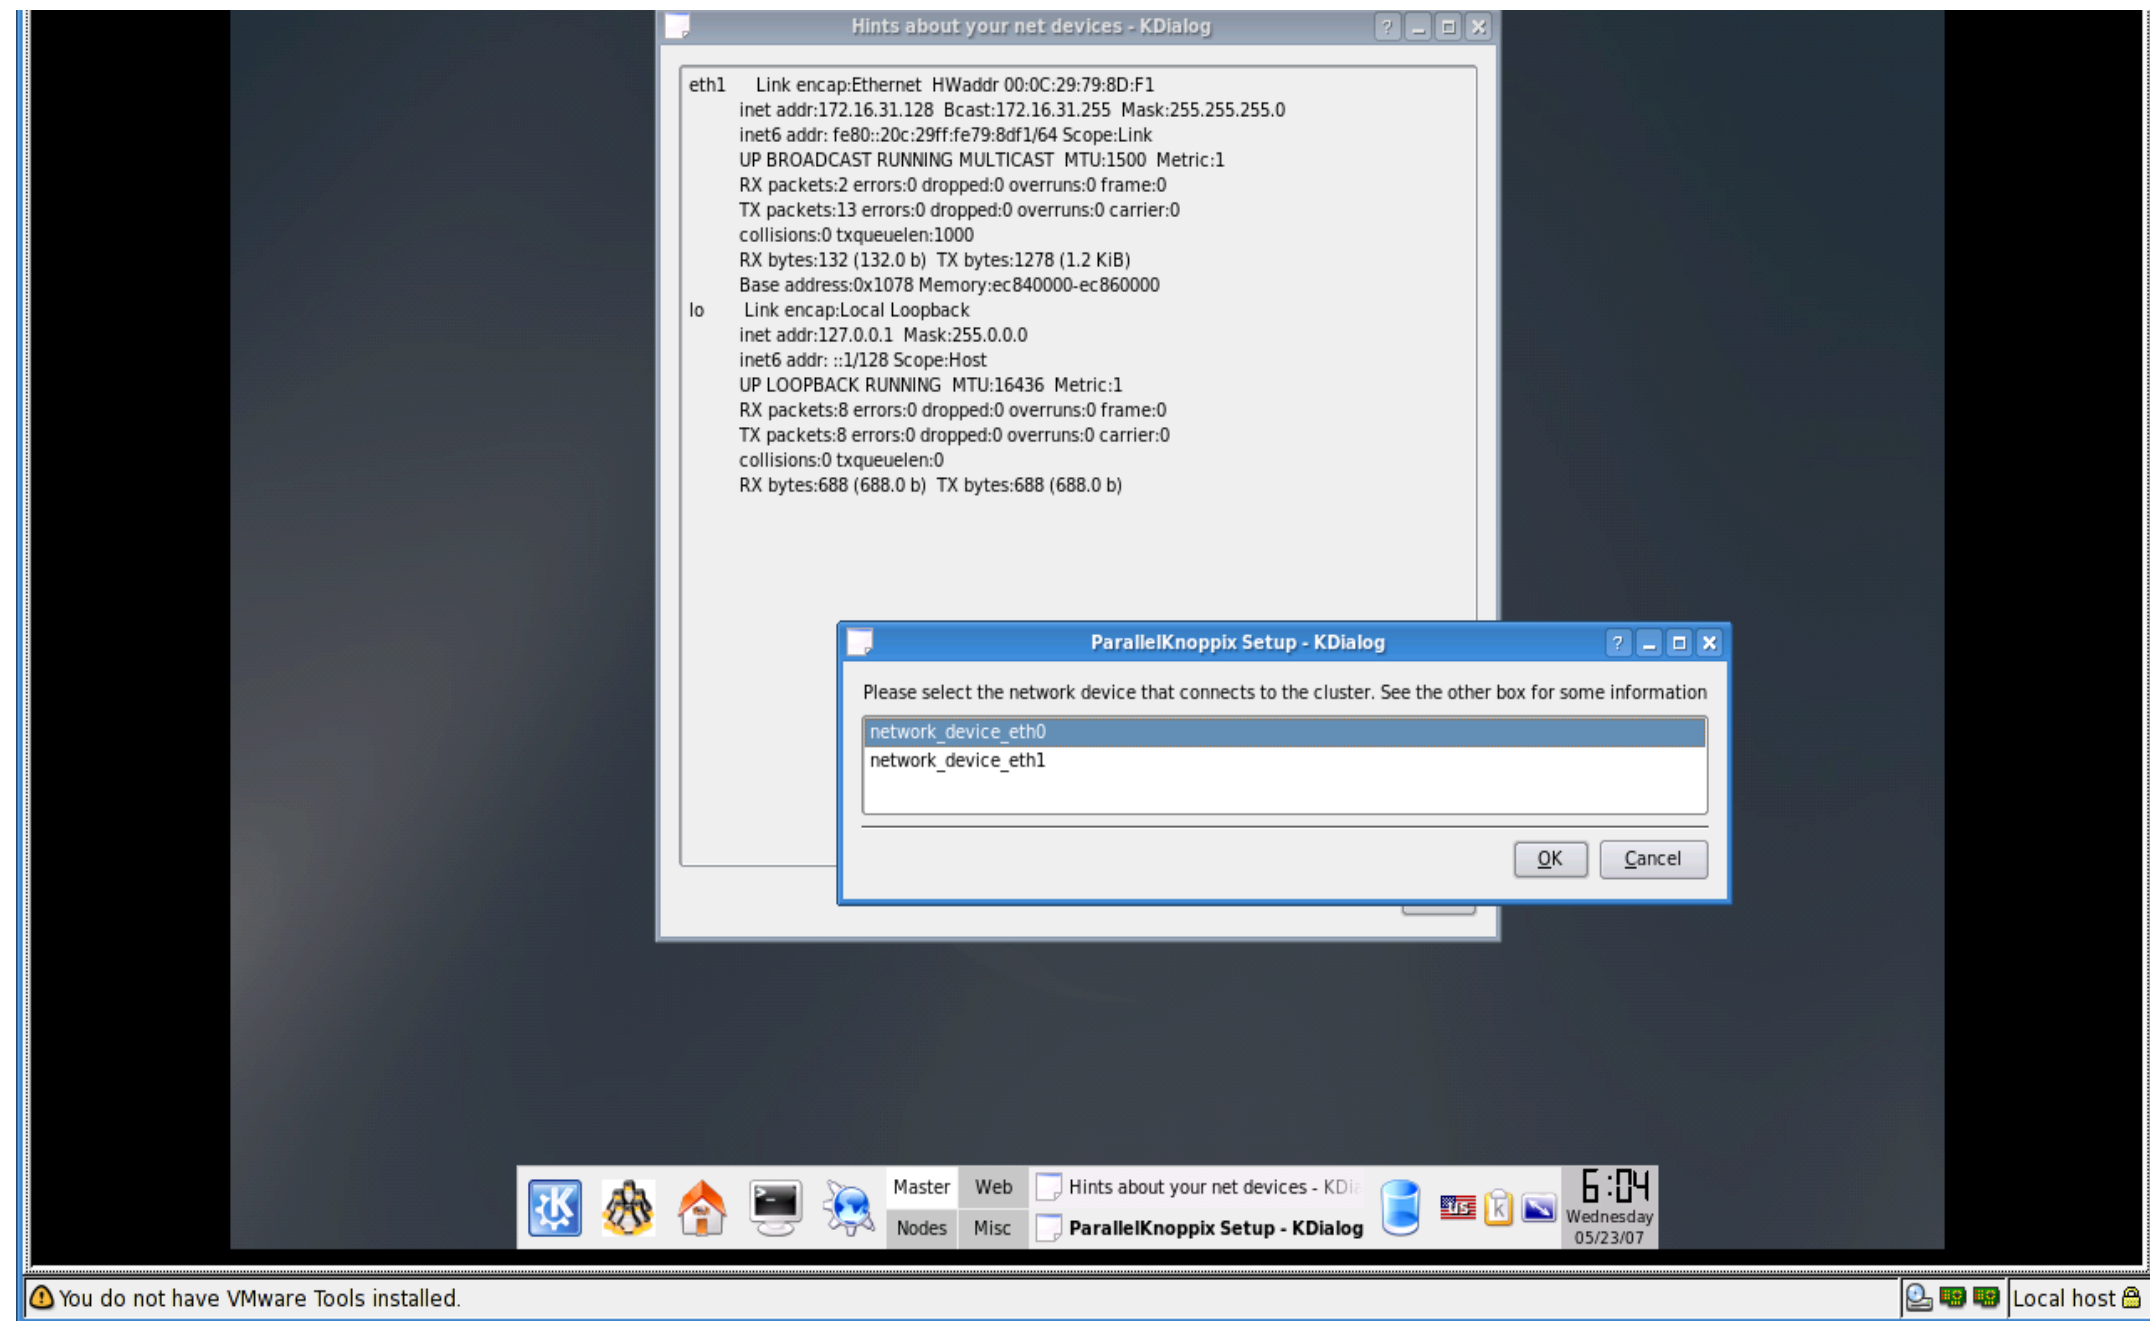 Hints about your net devices - KDialog
eth1 Link encap:Ethernet HWaddr 00:0C:29:79:8D:F1
inet addr:172.16.31.128 Bcast:172.16.31.255 Mask:255.255.255.0
inet6 addr: fe80::20c:29ff:fe79:8df1/64 Scope:Link
UP BROADCAST RUNNING MULTICAST MTU:1500 Metric:1
RX packets:2 errors:0 dropped:0 overruns:0 frame:0
TX packets:13 errors:0 dropped:0 overruns:0 carrier:0
collisions:0 txqueuelen:1000
RX bytes:132 (132.0 b) TX bytes:1278 (1.2 KiB)
Base address:0x1078 Memory:ec840000-ec860000
lo Link encap:Local Loopback
inet addr:127.0.0.1 Mask:255.0.0.0
inet6 addr: ::1/128 Scope:Host
UP LOOPBACK RUNNING MTU:16436 Metric:1
RX packets:8 errors:0 dropped:0 overruns:0 frame:0
TX packets:8 errors:0 dropped:0 overruns:0 carrier:0
collisions:0 txqueuelen:0
RX bytes:688 (688.0 b) TX bytes:688 (688.0 b)
ParallelKnoppix Setup - KDialog
Please select the network device that connects to the cluster. See the other box for some information
network_device_eth0
network_device_eth1
OK Cancel
Master Web Hints about your net devices - KDia
Nodes Misc ParallelKnoppix Setup - KDialog
us
6:04
Wednesday
05/23/07
You do not have VMware Tools installed.
Local host